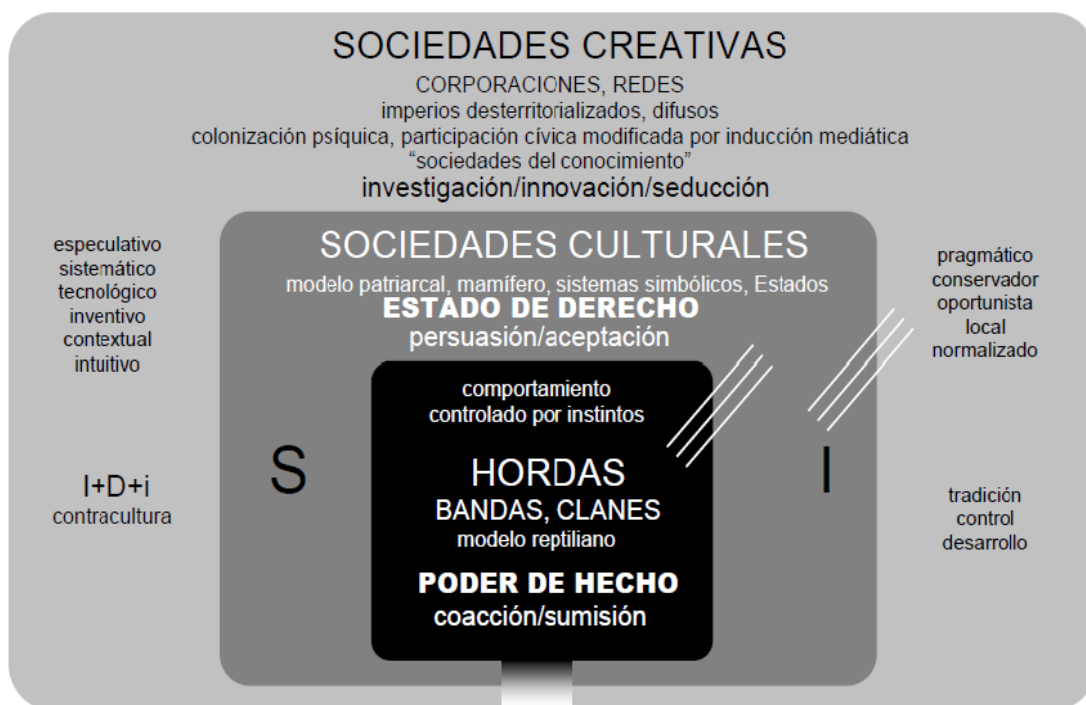 SOCIEDADES CREATIVAS
CORPORACIONES, REDES
imperios desterritorializados, difusos
colonización psíquica, participación cívica modificada por inducción mediática
“sociedades del conocimiento”
investigación/innovación/seducción
especulativo
sistemático
tecnológico
inventivo
contextual
intuitivo
I+D+i
contracultura
SOCIEDADES CULTURALES
modelo patriarcal, mamífero, sistemas simbólicos, Estados
ESTADO DE DERECHO
persuasión/aceptación
S
comportamiento
controlado por instintos
HORDAS
BANDAS, CLANES
modelo reptiliano
PODER DE HECHO
coacción/sumisión
I
pragmático
conservador
oportunista
local
normalizado
tradición
control
desarrollo